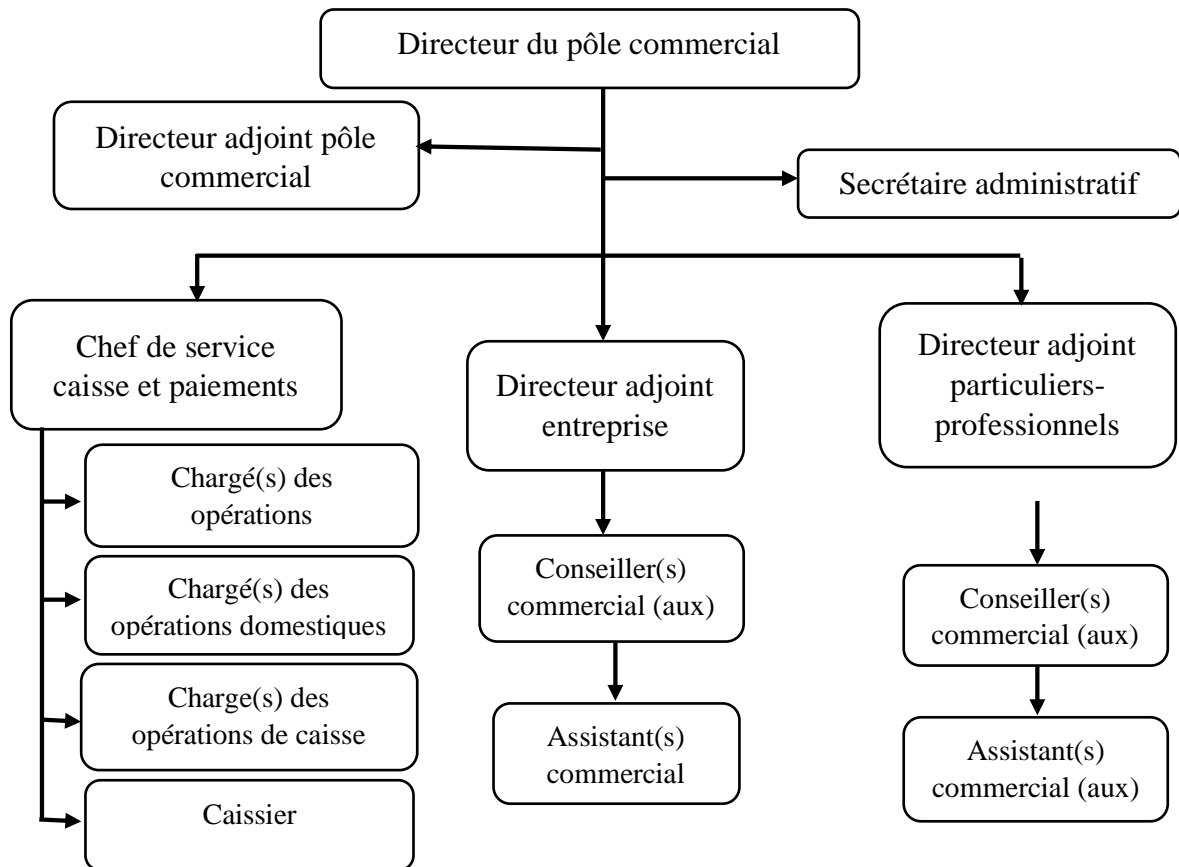 Directeur du pôle commercial
Directeur adjoint pôle
commercial
Secrétaire administratif
Chef de service
caisse et paiements
Chargé(s) des
opérations
Chargé(s) des
opérations domestiques
Charge(s) des
opérations de caisse
Caissier
Directeur adjoint
entreprise
Conseiller(s)
commercial (aux)
Assistant(s)
commercial
Directeur adjoint
particuliers-
professionnels
Conseiller(s)
commercial (aux)
Assistant(s)
commercial (aux)